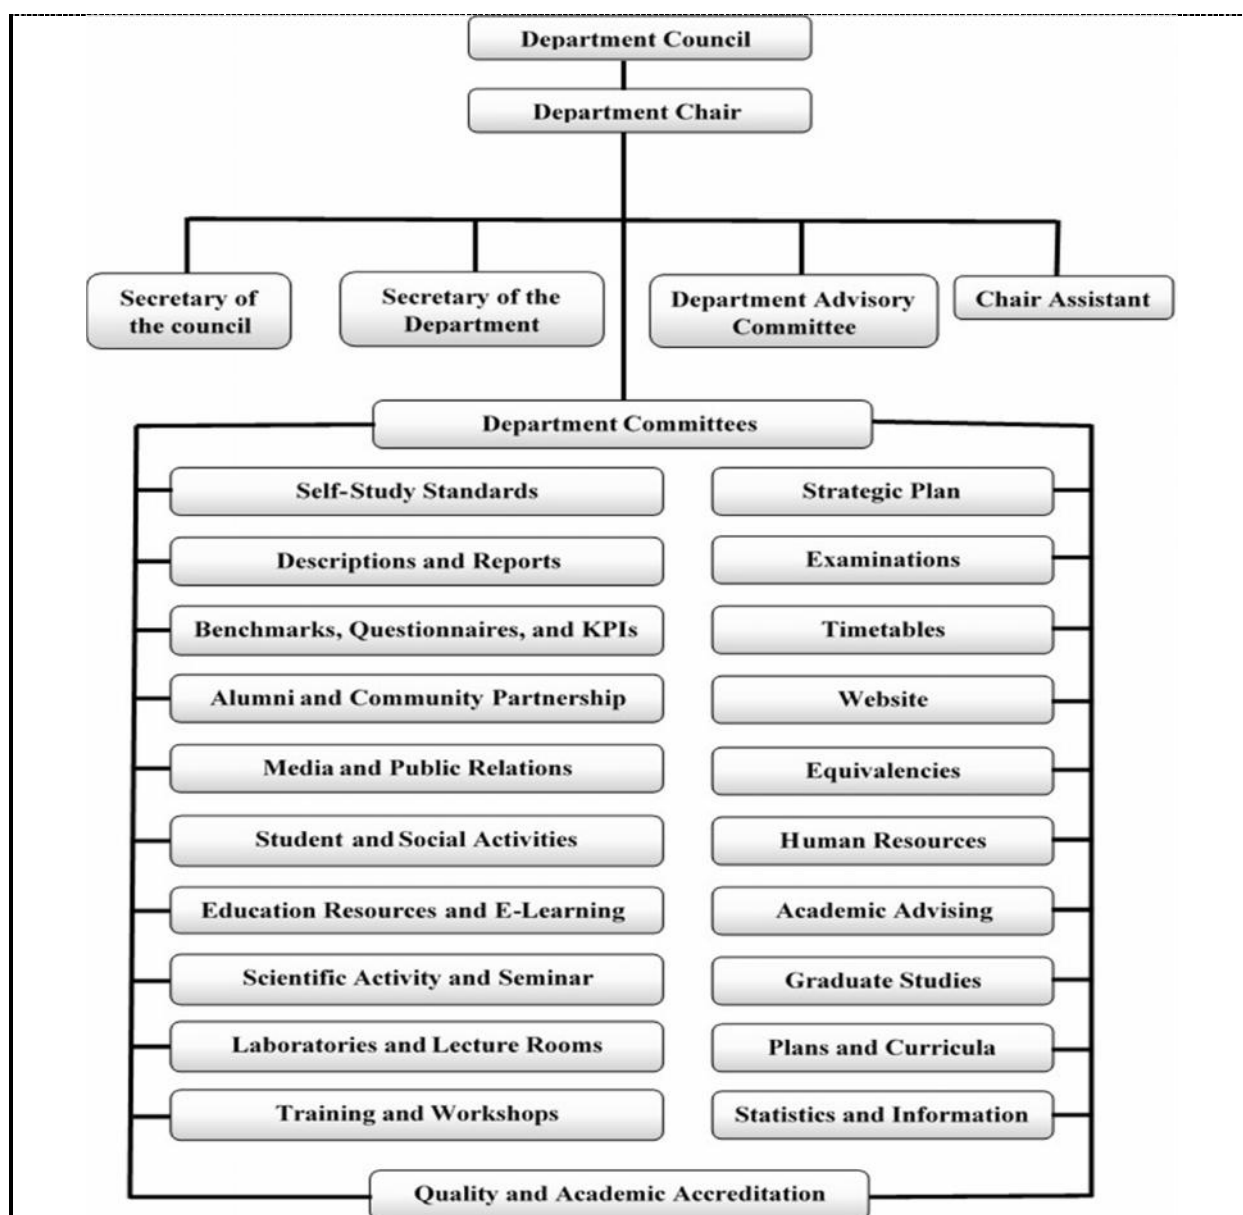 Department Council
Department Chair
Secretary of
the council
Secretary of the
Department
Department Advisory
Committee
Chair Assistant
Department Committees
Self-Study Standards
Strategic Plan
Descriptions and Reports
Examinations
Benchmarks, Questionnaires, and KPIs
Timetables
Alumni and Community Partnership
Website
Media and Public Relations
Equivalencies
Student and Social Activities
Human Resources
Education Resources and E-Learning
Academic Advising
Scientific Activity and Seminar
Graduate Studies
Laboratories and Lecture Rooms
Plans and Curricula
Training and Workshops
Statistics and Information
Quality and Academic Accreditation